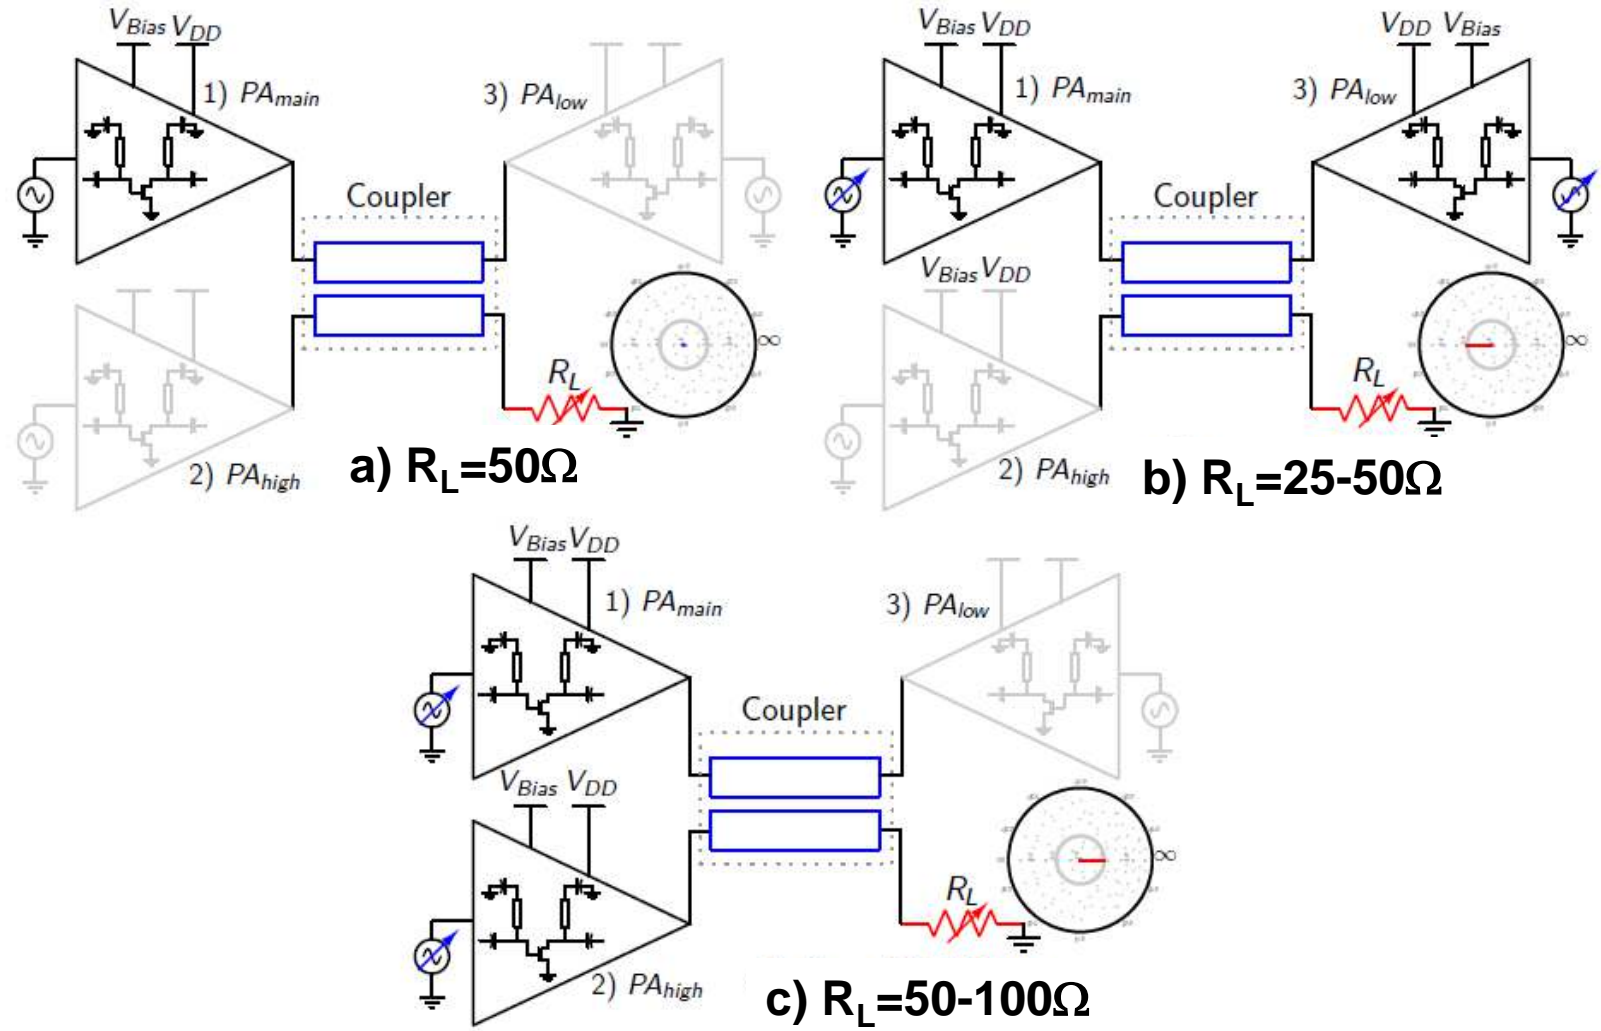 V_Bias V_DD
1) PA_main
3) PA_low
Coupler
∞
R_L
2) PA_high
a) R_L=50Ω
V_Bias V_DD
V_DD V_Bias
1) PA_main
3) PA_low
Coupler
V_Bias V_DD
∞
R_L
2) PA_high
b) R_L=25-50Ω
V_Bias V_DD
1) PA_main
3) PA_low
Coupler
V_Bias V_DD
∞
R_L
2) PA_high
c) R_L=50-100Ω